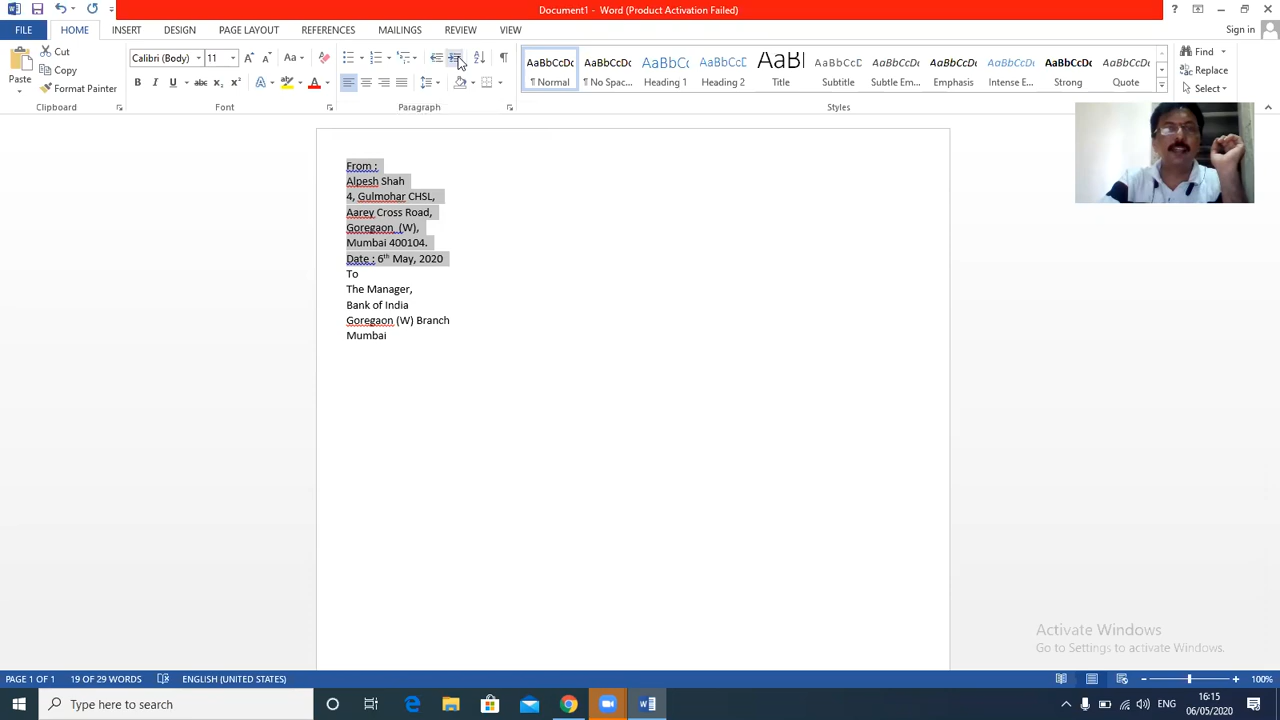 Document1 - Word (Product Activation Failed)
FILE HOME INSERT DESIGN PAGE LAYOUT REFERENCES MAILINGS REVIEW VIEW
Sign in
Paste
Cut
Copy
Format Painter
Clipboard
Calibri (Body) 11
Font
Paragraph
AaBbCcDc ¶ Normal
AaBbCcDc ¶ No Spac...
AaBbCc Heading 1
AaBbCcC Heading 2
AaBl Title
AaBbCcC Subtitle
AaBbCcDc Subtle Em...
AaBbCcDc Emphasis
AaBbCcDc Intense E...
AaBbCcDc Strong
AaBbCcDc Quote
Styles
Find
Replace
Select
From :
Alpesh Shah
4, Gulmohar CHSL,
Aarey Cross Road,
Goregaon (W),
Mumbai 400104.
Date : 6th May, 2020
To
The Manager,
Bank of India
Goregaon (W) Branch
Mumbai
Activate Windows
Go to Settings to activate Windows.
PAGE 1 OF 1 19 OF 29 WORDS ENGLISH (UNITED STATES)
100%
Type here to search
ENG
16:15
06/05/2020